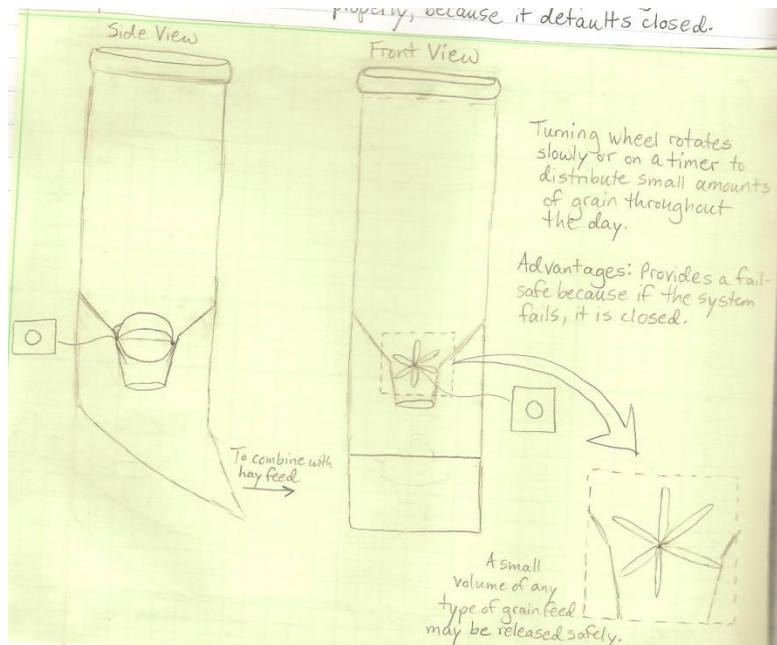 properly, because it defaults closed.
Side View
Front View
Turning wheel rotates
slowly or on a timer to
distribute small amounts
of grain throughout
the day.
Advantages: Provides a fail-
safe because if the system
fails, it is closed.
To combine with
hay feed
A small
volume of any
type of grain feed
may be released safely.